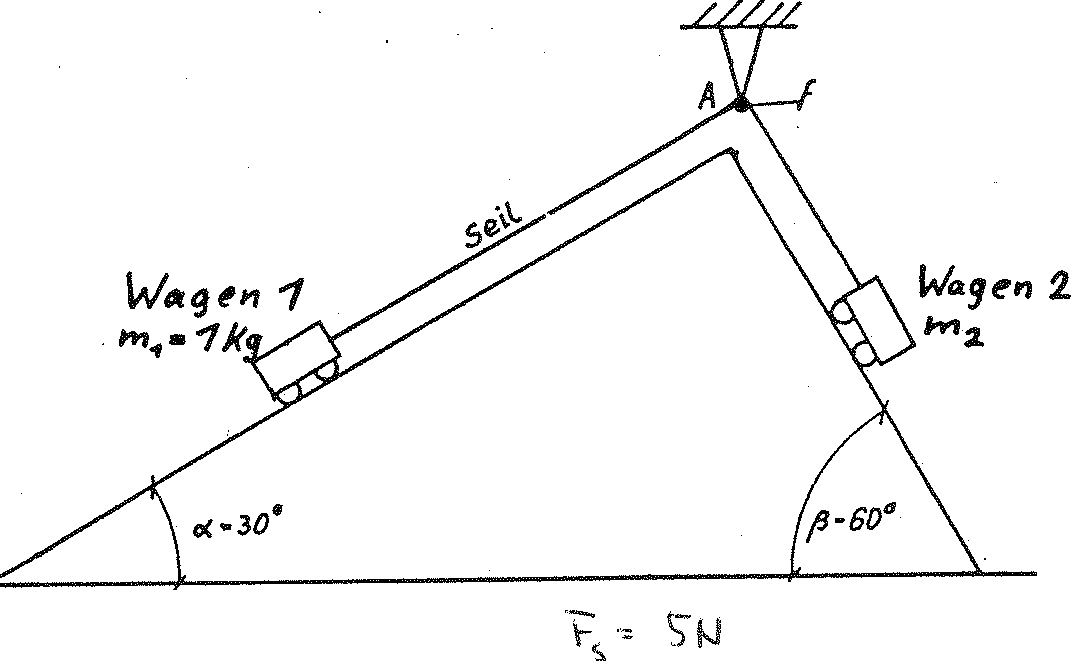 A
f
Seil
Wagen 1
m₁ = 1Kg
Wagen 2
m₂
α = 30°
β = 60°
F_s = 5N